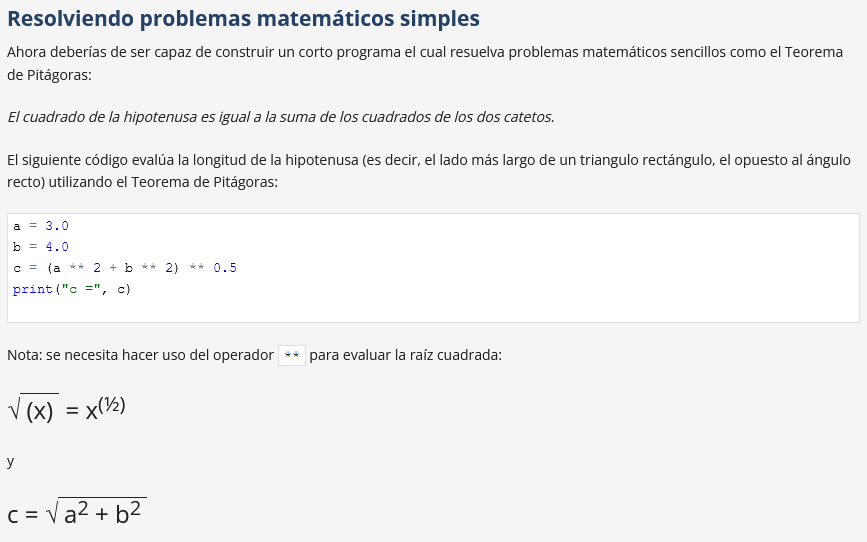 Resolviendo problemas matemáticos simples
Ahora deberías de ser capaz de construir un corto programa el cual resuelva problemas matemáticos sencillos como el Teorema
de Pitágoras:
El cuadrado de la hipotenusa es igual a la suma de los cuadrados de los dos catetos.
El siguiente código evalúa la longitud de la hipotenusa (es decir, el lado más largo de un triangulo rectángulo, el opuesto al ángulo
recto) utilizando el Teorema de Pitágoras:
a = 3.0
b = 4.0
c = (a ** 2 + b ** 2) ** 0.5
print("c =", c)
Nota: se necesita hacer uso del operador ** para evaluar la raíz cuadrada:
√(x) = x(½)
y
c = √a² + b²